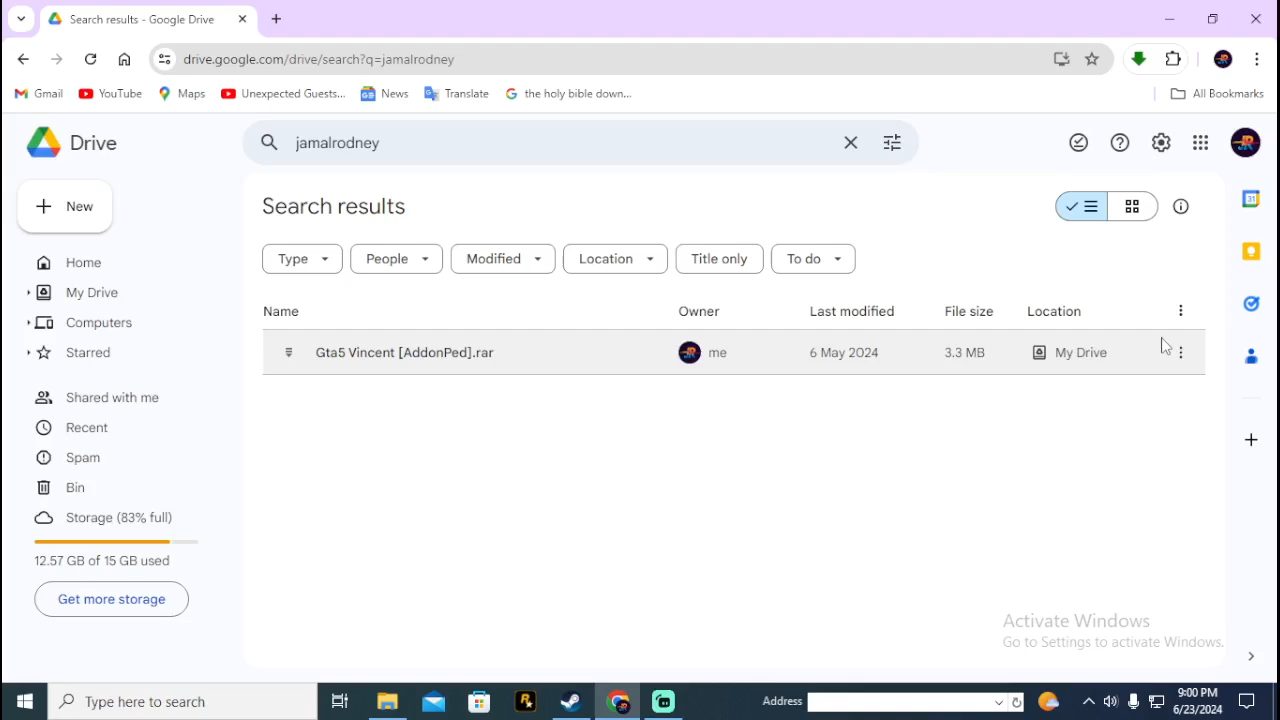 Search results - Google Drive
drive.google.com/drive/search?q=jamalrodney
Gmail YouTube Maps Unexpected Guests... News Translate the holy bible down... All Bookmarks
Drive
jamalrodney
New
Search results
Home
Type People Modified Location Title only To do
My Drive
Name Owner Last modified File size Location
Computers
Starred
Gta5 Vincent [AddonPed].rar me 6 May 2024 3.3 MB My Drive
Shared with me
Recent
Spam
Bin
Storage (83% full)
12.57 GB of 15 GB used
Get more storage
Activate Windows
Go to Settings to activate Windows.
Type here to search
Address
9:00 PM
6/23/2024